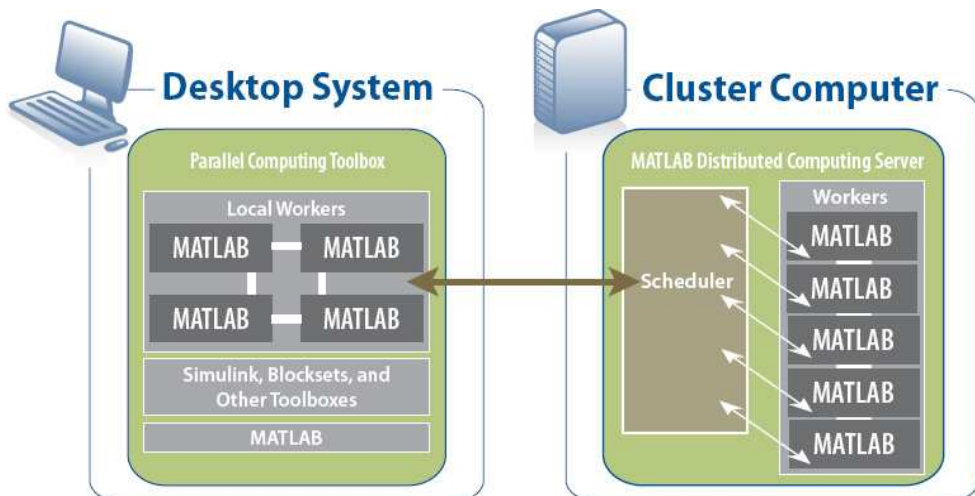 Desktop System
Parallel Computing Toolbox
Local Workers
MATLAB
MATLAB
MATLAB
MATLAB
Simulink, Blocksets, and
Other Toolboxes
MATLAB
Cluster Computer
MATLAB Distributed Computing Server
Scheduler
Workers
MATLAB
MATLAB
MATLAB
MATLAB
MATLAB